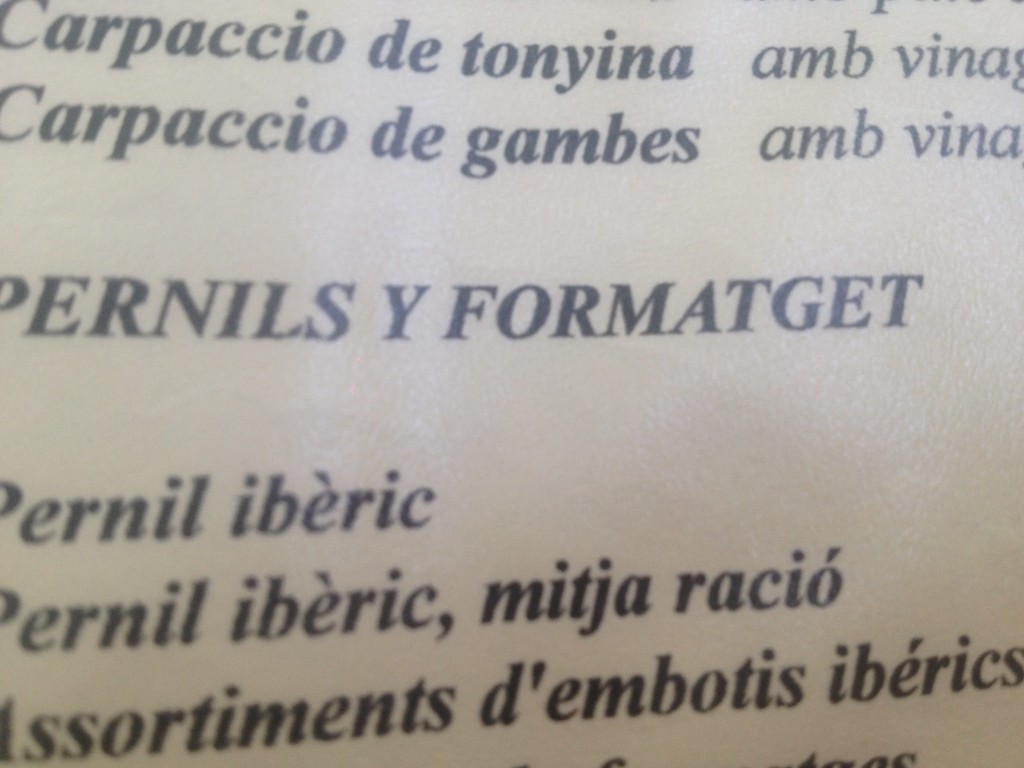 Carpaccio de tonyina amb
Carpaccio de gambes amb
PERNILS Y FORMATGET
Pernil ibèric
Pernil ibèric, mitja ració
Assortiments d'embotis ibérics